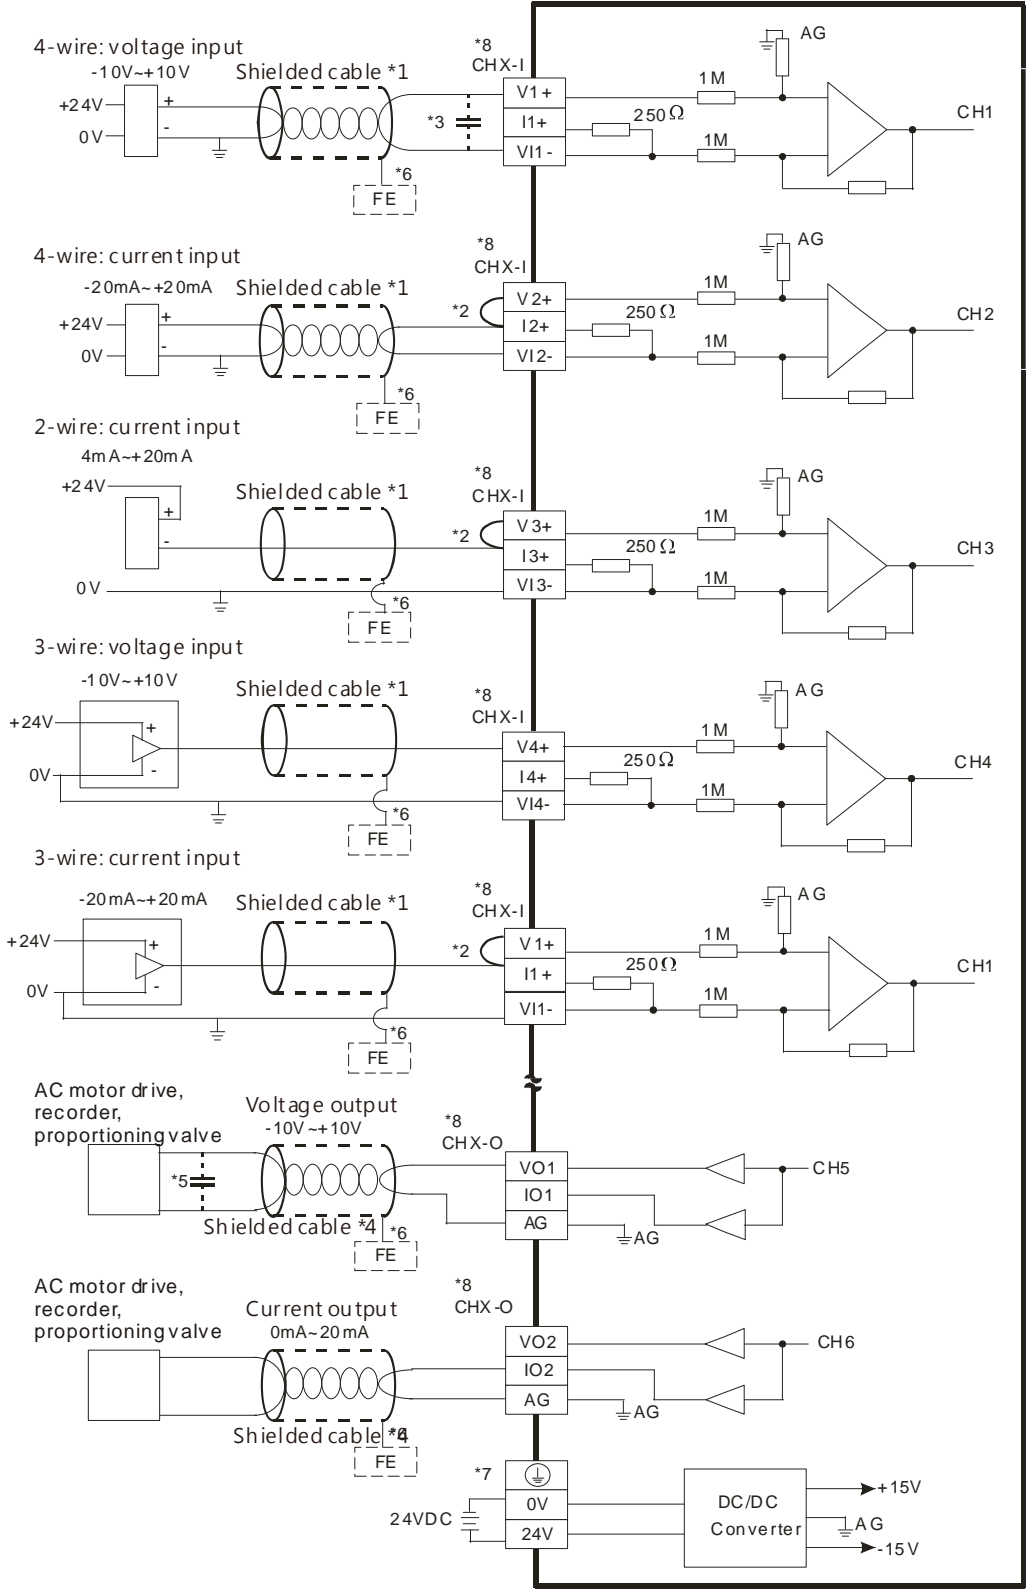 4-wire: voltage input
-10V~+10V
Shielded cable *1
*8
CHX-I
+24V
0V
+
-
*3
*6
FE
V1+
I1+
VI1-
250Ω
1M
1M
AG
CH1
4-wire: current input
-20mA~+20mA
Shielded cable *1
*8
CHX-I
+24V
0V
+
-
*2
*6
FE
V2+
I2+
VI2-
250Ω
1M
1M
AG
CH2
2-wire: current input
4mA~+20mA
Shielded cable *1
*8
CHX-I
+24V
+
-
0V
*2
*6
FE
V3+
I3+
VI3-
250Ω
1M
1M
AG
CH3
3-wire: voltage input
-10V~+10V
Shielded cable *1
*8
CHX-I
+24V
0V
+
-
*6
FE
V4+
I4+
VI4-
250Ω
1M
1M
AG
CH4
3-wire: current input
-20mA~+20mA
Shielded cable *1
*8
CHX-I
+24V
0V
+
-
*2
*6
FE
V1+
I1+
VI1-
250Ω
1M
1M
AG
CH1
AC motor drive,
recorder,
proportioning valve
Voltage output
-10V~+10V
*8
CHX-O
*5
Shielded cable *4
*6
FE
VO1
IO1
AG
AG
CH5
AC motor drive,
recorder,
proportioning valve
Current output
0mA~20mA
*8
CHX-O
Shielded cable *4
*6
FE
VO2
IO2
AG
AG
CH6
*7
24VDC
0V
24V
DC/DC
Converter
+15V
AG
-15V